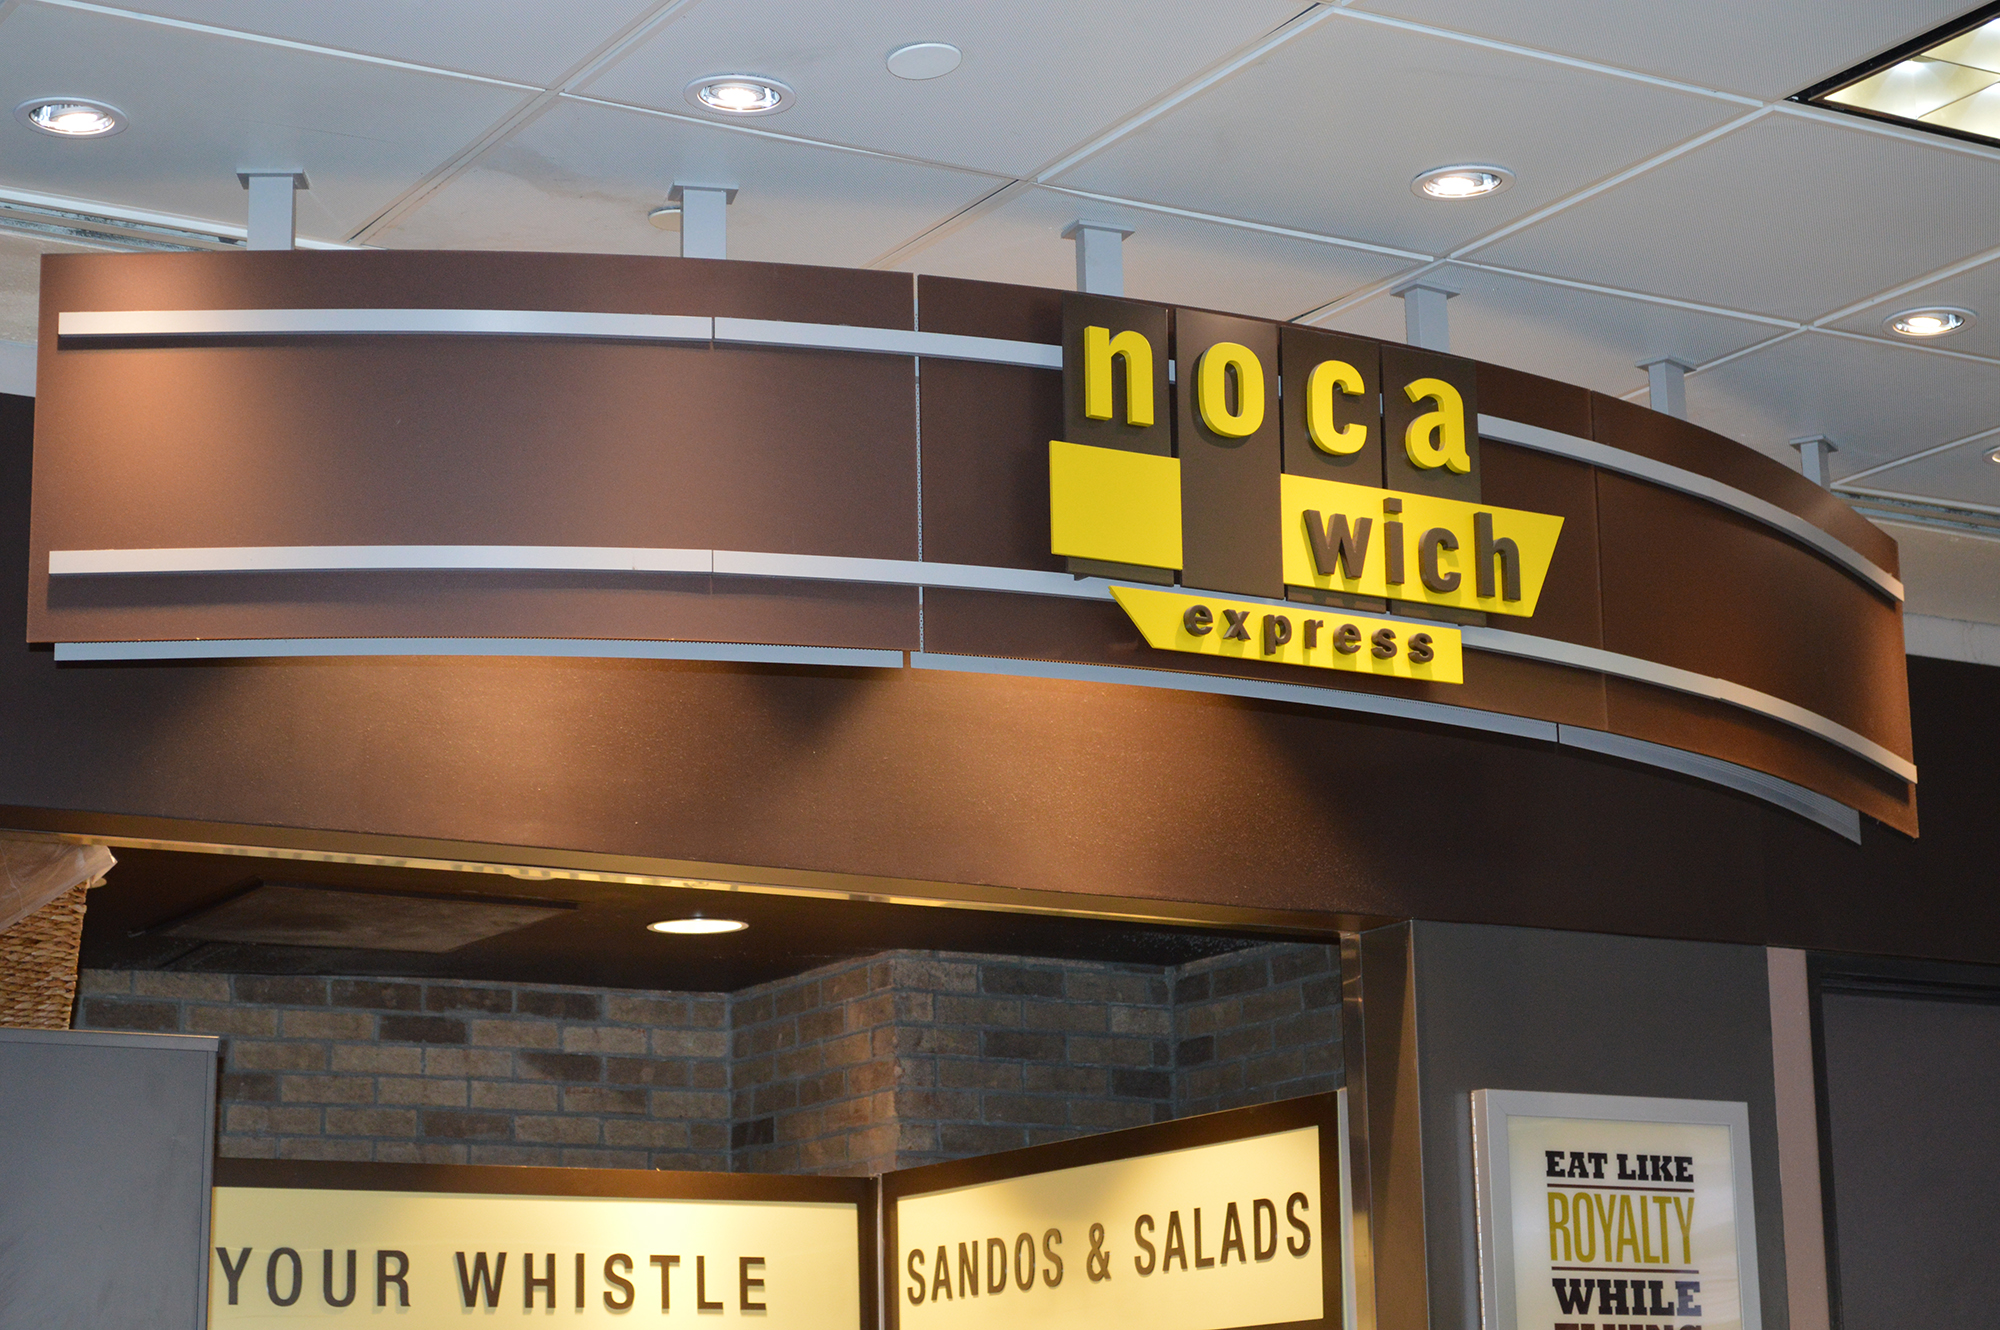 noca
wich
express
YOUR WHISTLE
SANDOS & SALADS
EAT LIKE
ROYALTY
WHILE